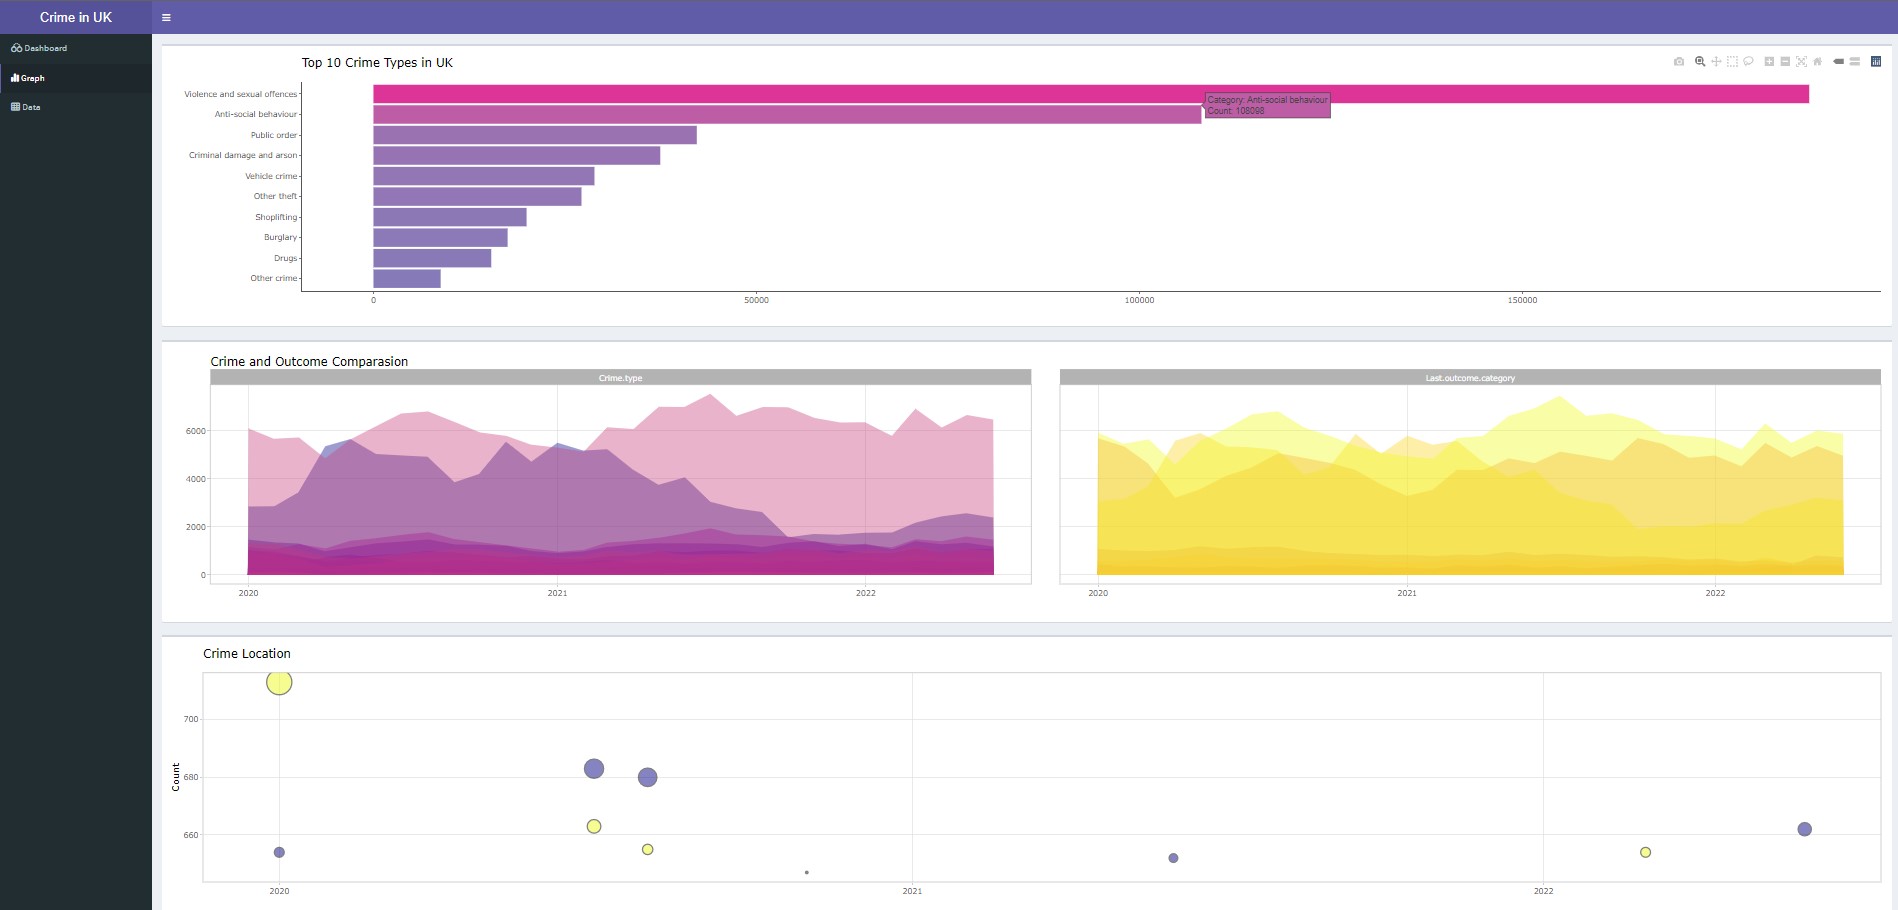 Crime in UK
Dashboard
Graph
Data
Top 10 Crime Types in UK
Violence and sexual offences
Anti-social behaviour
Public order
Criminal damage and arson
Vehicle crime
Other theft
Shoplifting
Burglary
Drugs
Other crime
Category: Anti-social behaviour
Count: 108098
0 50000 100000 150000
Crime and Outcome Comparasion
Crime.type Last.outcome.category
6000
4000
2000
0
2020 2021 2022 2020 2021 2022
Crime Location
Count
700
680
660
2020 2021 2022